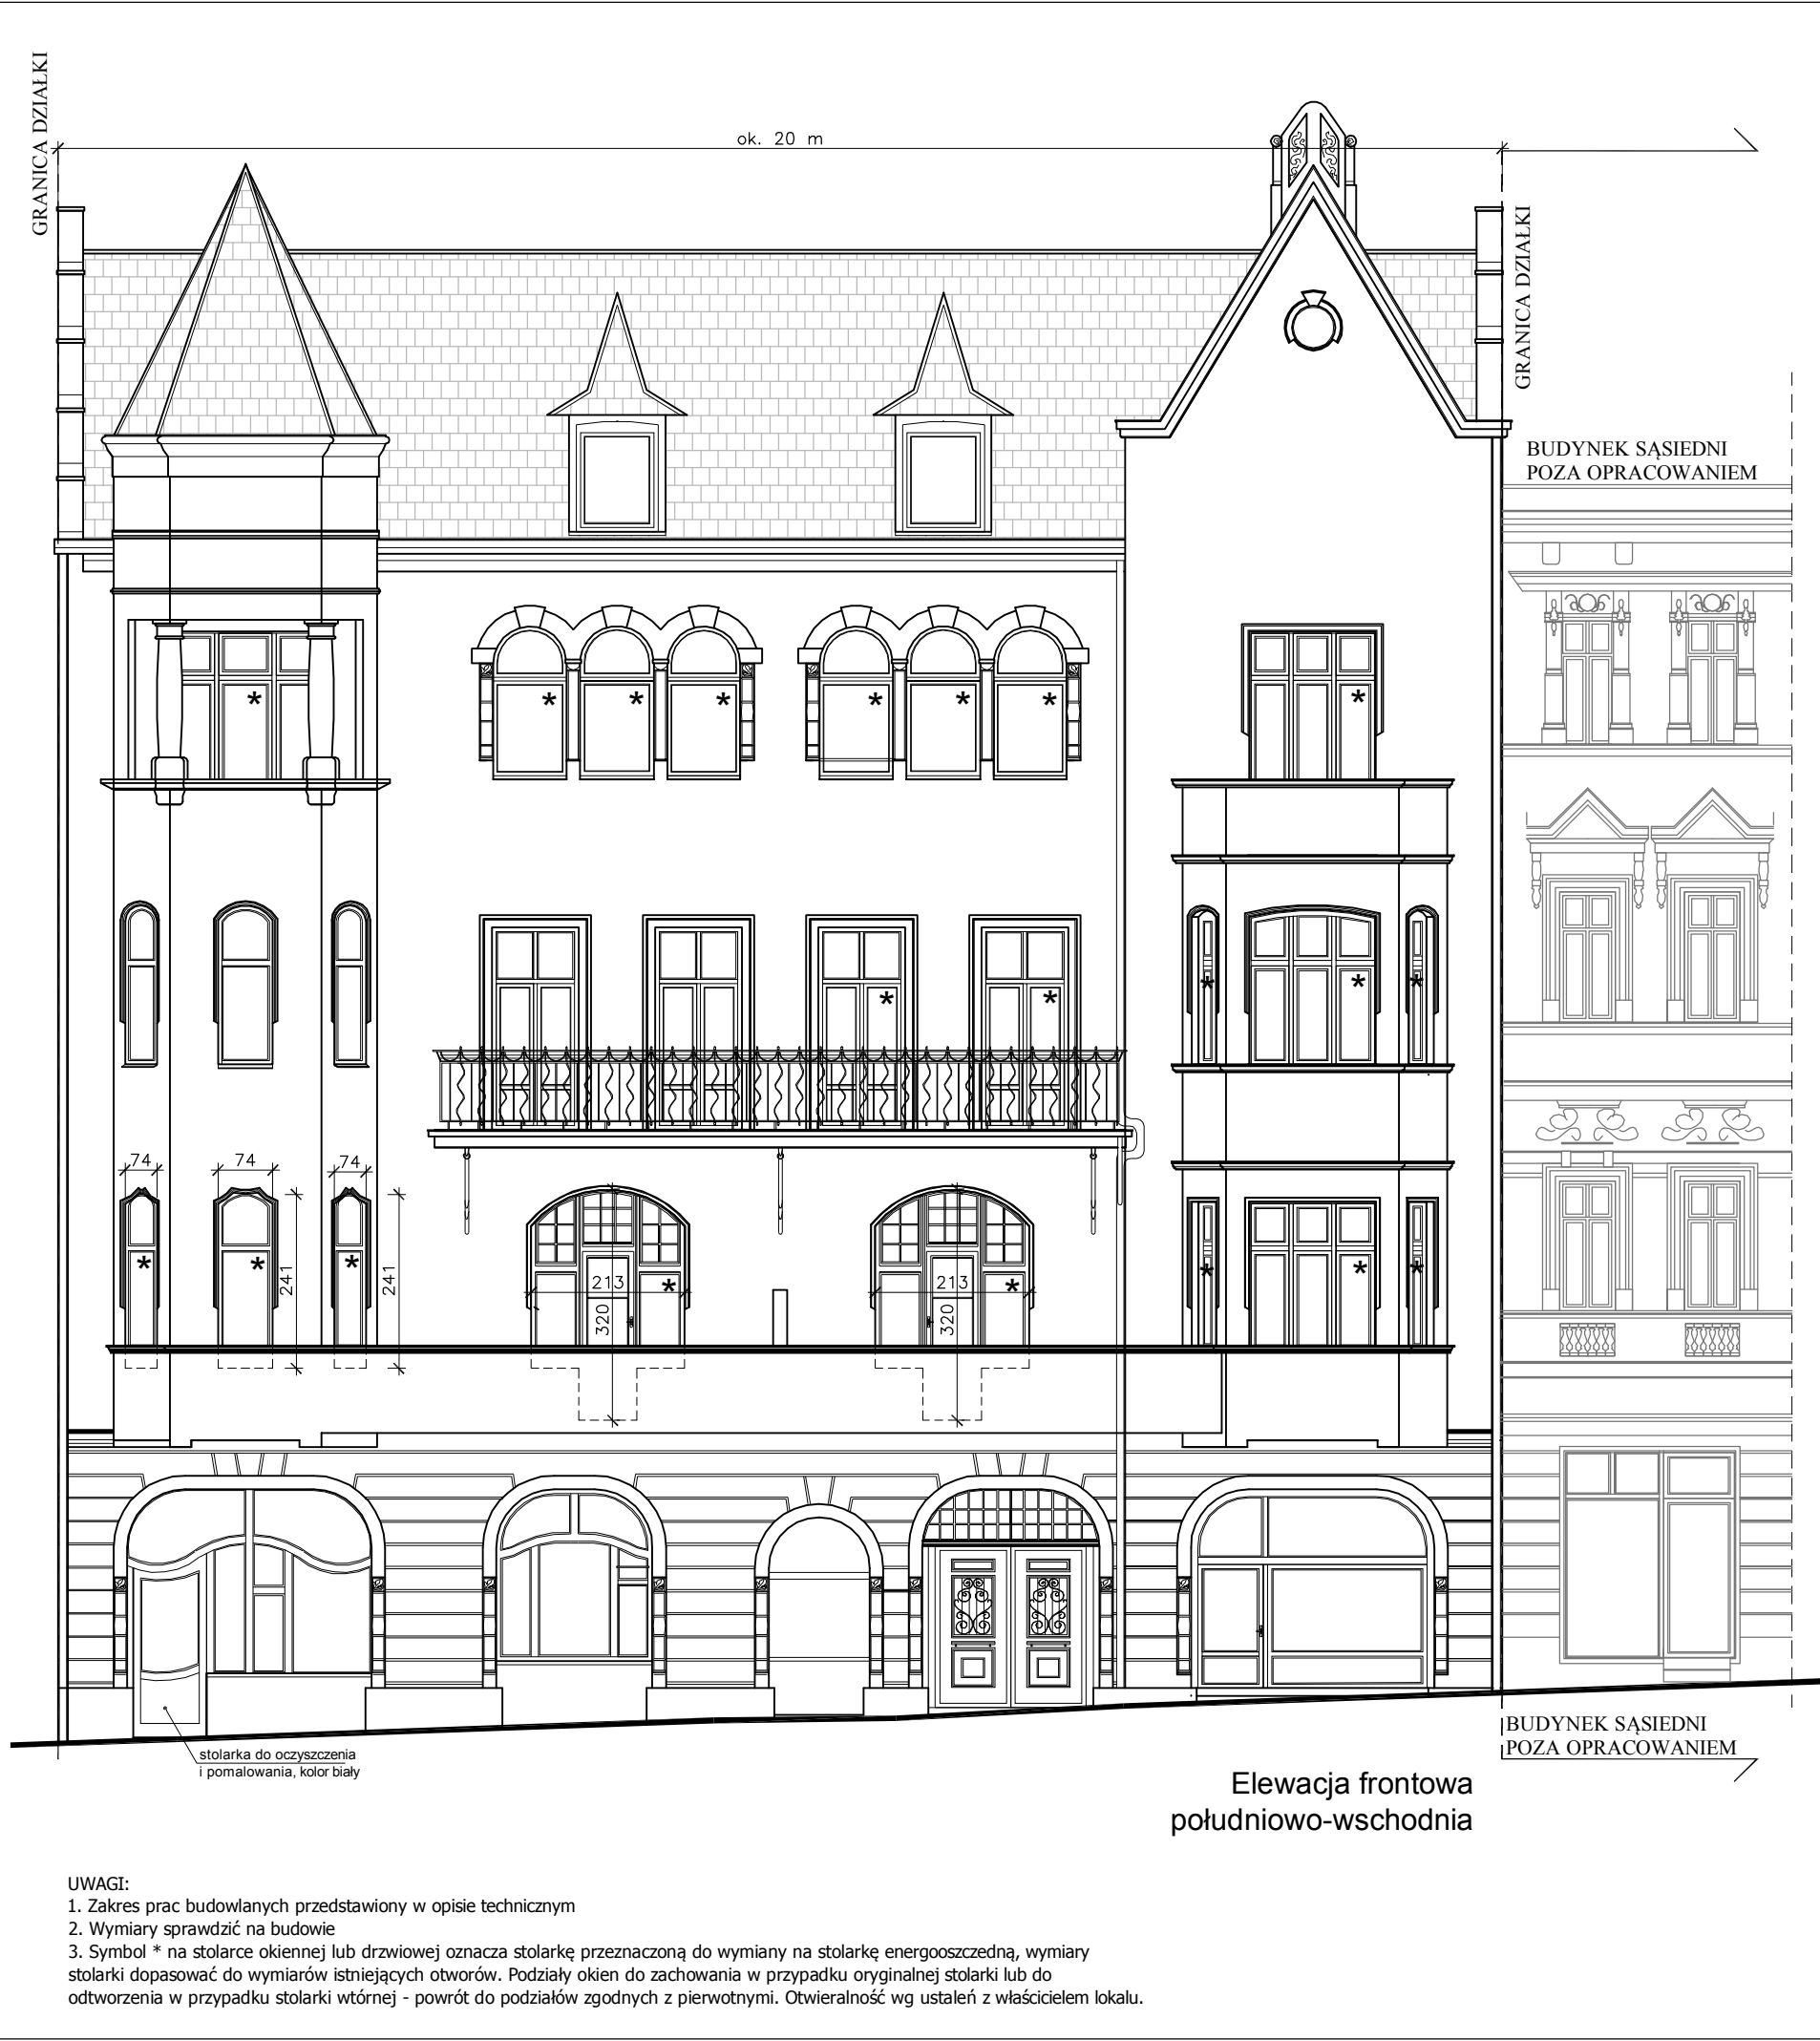 GRANICA DZIAŁKI
ok. 20 m
GRANICA DZIAŁKI
BUDYNEK SĄSIEDNI
POZA OPRACOWANIEM
*
* * * * * *
*
* *
* * *
74 74 74
241 241
* * *
213 213
320 320
* *
* * *
stolarka do oczyszczenia
i pomalowania, kolor biały
BUDYNEK SĄSIEDNI
POZA OPRACOWANIEM
Elewacja frontowa
południowo-wschodnia
UWAGI:
1. Zakres prac budowlanych przedstawiony w opisie technicznym
2. Wymiary sprawdzić na budowie
3. Symbol * na stolarce okiennej lub drzwiowej oznacza stolarkę przeznaczoną do wymiany na stolarkę energooszczedną, wymiary
stolarki dopasować do wymiarów istniejących otworów. Podziały okien do zachowania w przypadku oryginalnej stolarki lub do
odtworzenia w przypadku stolarki wtórnej - powrót do podziałów zgodnych z pierwotnymi. Otwieralność wg ustaleń z właścicielem lokalu.